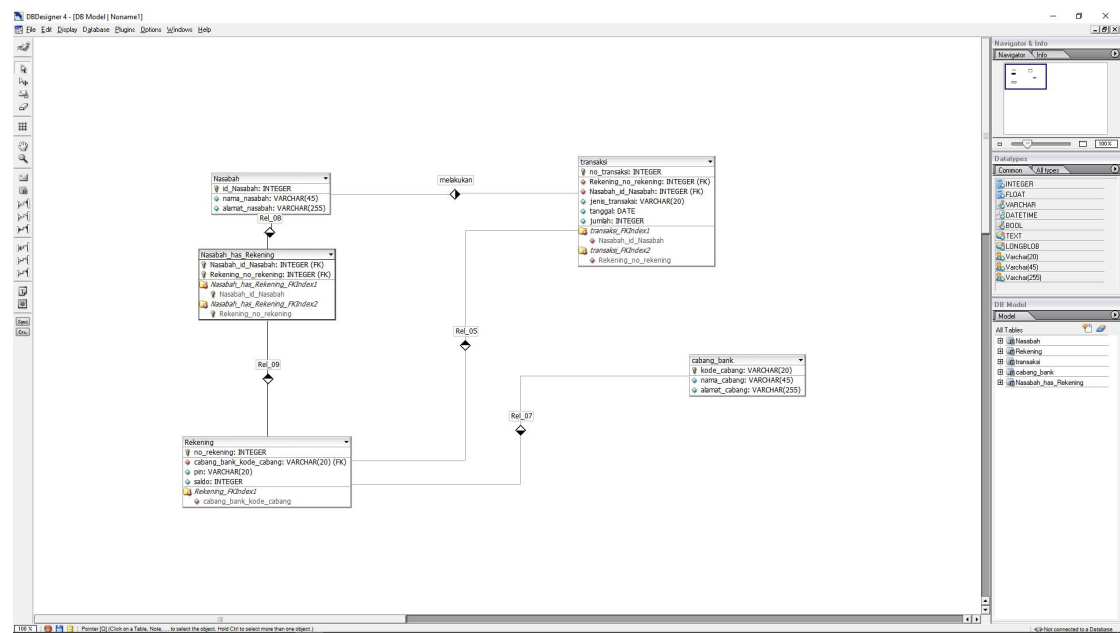 DBDesigner 4 - [DB Model | Noname1]
File Edit Display Database Plugins Options Windows Help
Nasabah
id_Nasabah: INTEGER
nama_nasabah: VARCHAR(45)
alamat_nasabah: VARCHAR(255)
Rel_08
melakukan
transaksi
no_transaksi: INTEGER
Rekening_no_rekening: INTEGER (FK)
Nasabah_id_Nasabah: INTEGER (FK)
jenis_transaksi: VARCHAR(20)
tanggal: DATE
jumlah: INTEGER
transaksi_FKIndex1
Nasabah_id_Nasabah
transaksi_FKIndex2
Rekening_no_rekening
Nasabah_has_Rekening
Nasabah_id_Nasabah: INTEGER (FK)
Rekening_no_rekening: INTEGER (FK)
Nasabah_has_Rekening_FKIndex1
Nasabah_id_Nasabah
Nasabah_has_Rekening_FKIndex2
Rekening_no_rekening
Rel_05
Rel_09
cabang_bank
kode_cabang: VARCHAR(20)
nama_cabang: VARCHAR(45)
alamat_cabang: VARCHAR(255)
Rel_07
Rekening
no_rekening: INTEGER
cabang_bank_kode_cabang: VARCHAR(20) (FK)
pin: VARCHAR(20)
saldo: INTEGER
Rekening_FKIndex1
cabang_bank_kode_cabang
Navigator & Info
Navigator Info
100 %
Datatypes
Common All types
INTEGER
FLOAT
VARCHAR
DATETIME
BOOL
TEXT
LONGBLOB
Varchar(20)
Varchar(45)
Varchar(255)
DB Model
Model
All Tables
Nasabah
Rekening
transaksi
cabang_bank
Nasabah_has_Rekening
100 % Pointer [Q] (Click on a Table, Note, ... to select the object. Hold Ctrl to select more than one object.)
Not connected to a Database